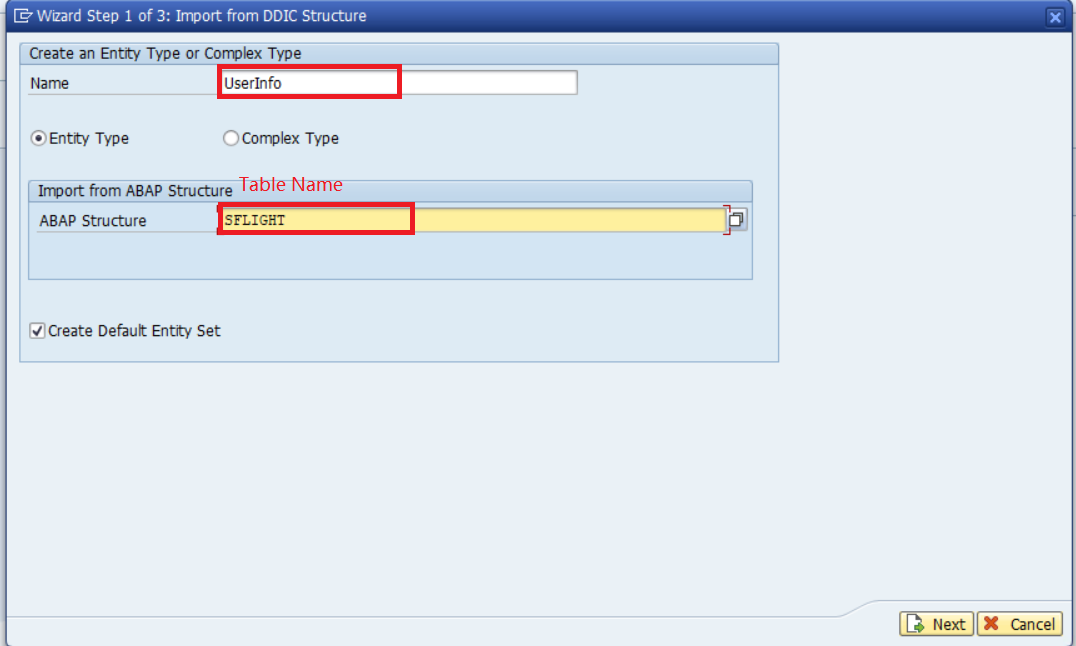 Wizard Step 1 of 3: Import from DDIC Structure
Create an Entity Type or Complex Type
Name UserInfo
Entity Type Complex Type
Import from ABAP Structure Table Name
ABAP Structure SFLIGHT
Create Default Entity Set
Next Cancel